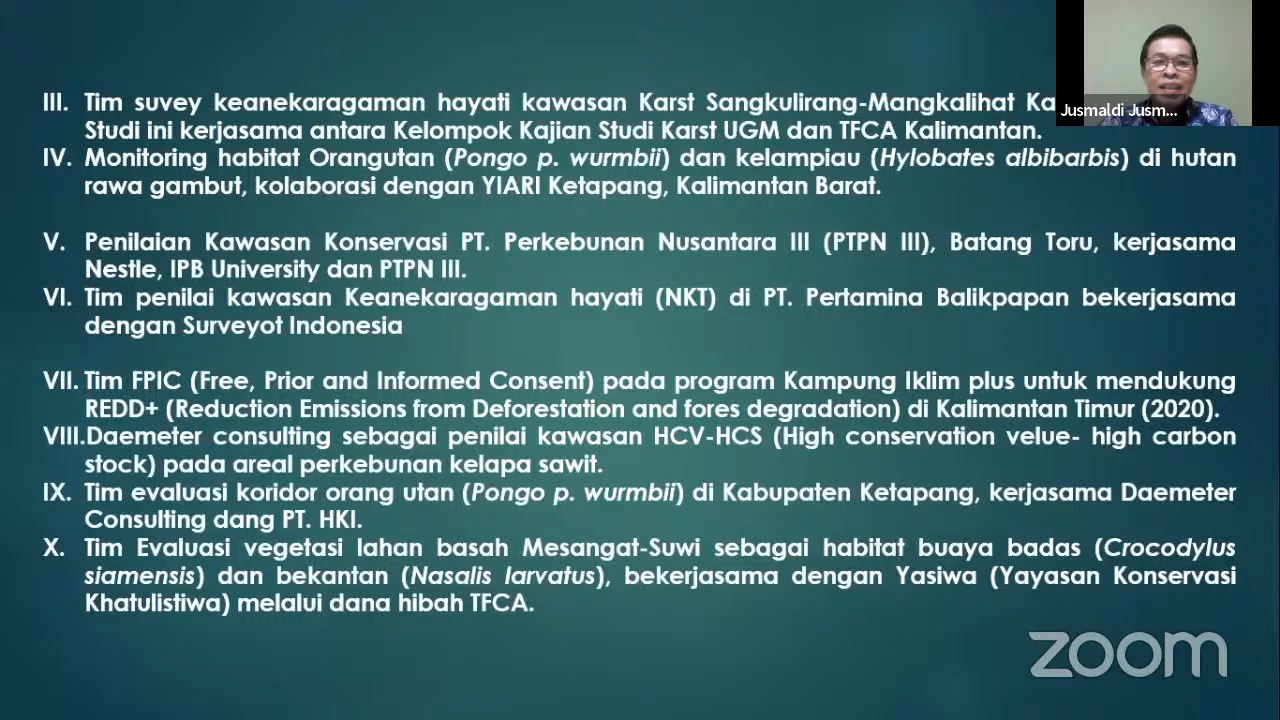 III. Tim suvey keanekaragaman hayati kawasan Karst Sangkulirang-Mangkalihat
Studi ini kerjasama antara Kelompok Kajian Studi Karst UGM dan TFCA Kalimantan.
IV. Monitoring habitat Orangutan (Pongo p. wurmbii) dan kelampiau (Hylobates albibarbis) di hutan
rawa gambut, kolaborasi dengan YIARI Ketapang, Kalimantan Barat.
V. Penilaian Kawasan Konservasi PT. Perkebunan Nusantara III (PTPN III), Batang Toru, kerjasama
Nestle, IPB University dan PTPN III.
VI. Tim penilai kawasan Keanekaragaman hayati (NKT) di PT. Pertamina Balikpapan bekerjasama
dengan Surveyot Indonesia
VII. Tim FPIC (Free, Prior and Informed Consent) pada program Kampung Iklim plus untuk mendukung
REDD+ (Reduction Emissions from Deforestation and fores degradation) di Kalimantan Timur (2020).
VIII.Daemeter consulting sebagai penilai kawasan HCV-HCS (High conservation velue- high carbon
stock) pada areal perkebunan kelapa sawit.
IX. Tim evaluasi koridor orang utan (Pongo p. wurmbii) di Kabupaten Ketapang, kerjasama Daemeter
Consulting dang PT. HKI.
X. Tim Evaluasi vegetasi lahan basah Mesangat-Suwi sebagai habitat buaya badas (Crocodylus
siamensis) dan bekantan (Nasalis larvatus), bekerjasama dengan Yasiwa (Yayasan Konservasi
Khatulistiwa) melalui dana hibah TFCA.
Jusmaldi Jusm...
zoom